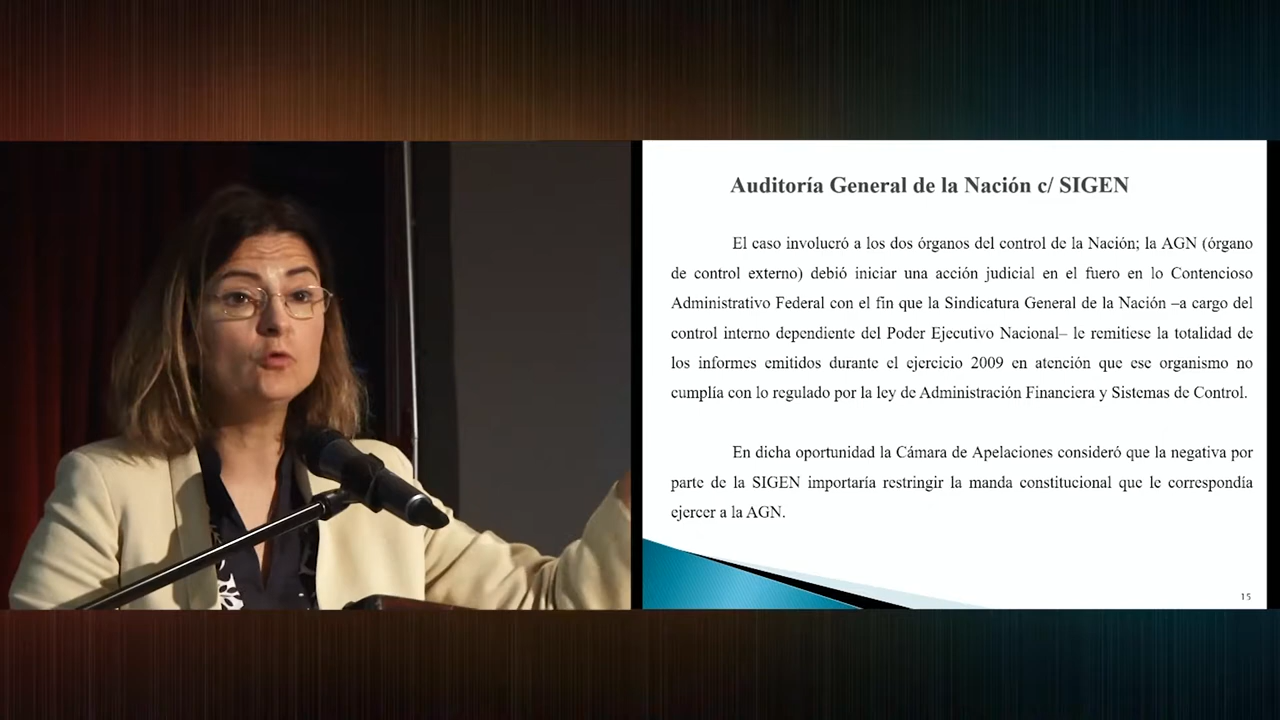 Auditoría General de la Nación c/ SIGEN
El caso involucró a los dos órganos del control de la Nación; la AGN (órgano
de control externo) debió iniciar una acción judicial en el fuero en lo Contencioso
Administrativo Federal con el fin que la Sindicatura General de la Nación –a cargo del
control interno dependiente del Poder Ejecutivo Nacional– le remitiese la totalidad de
los informes emitidos durante el ejercicio 2009 en atención que ese organismo no
cumplía con lo regulado por la ley de Administración Financiera y Sistemas de Control.
En dicha oportunidad la Cámara de Apelaciones consideró que la negativa por
parte de la SIGEN importaría restringir la manda constitucional que le correspondía
ejercer a la AGN.
15